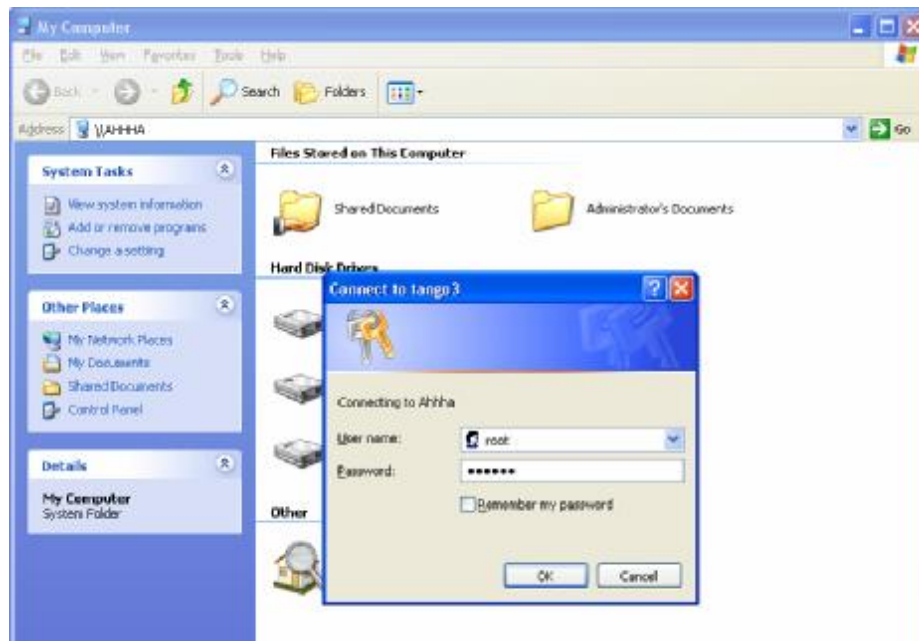 My Computer
File Edit View Favorites Tools Help
Back Search Folders
Address \\AHHHA Go
System Tasks
View system information
Add or remove programs
Change a setting
Other Places
My Network Places
My Documents
Shared Documents
Control Panel
Details
My Computer
System Folder
Files Stored on This Computer
Shared Documents
Administrator's Documents
Hard Disk Drives
Other
Connect to tango3
Connecting to Ahhha
User name: root
Password: ••••••
Remember my password
OK Cancel